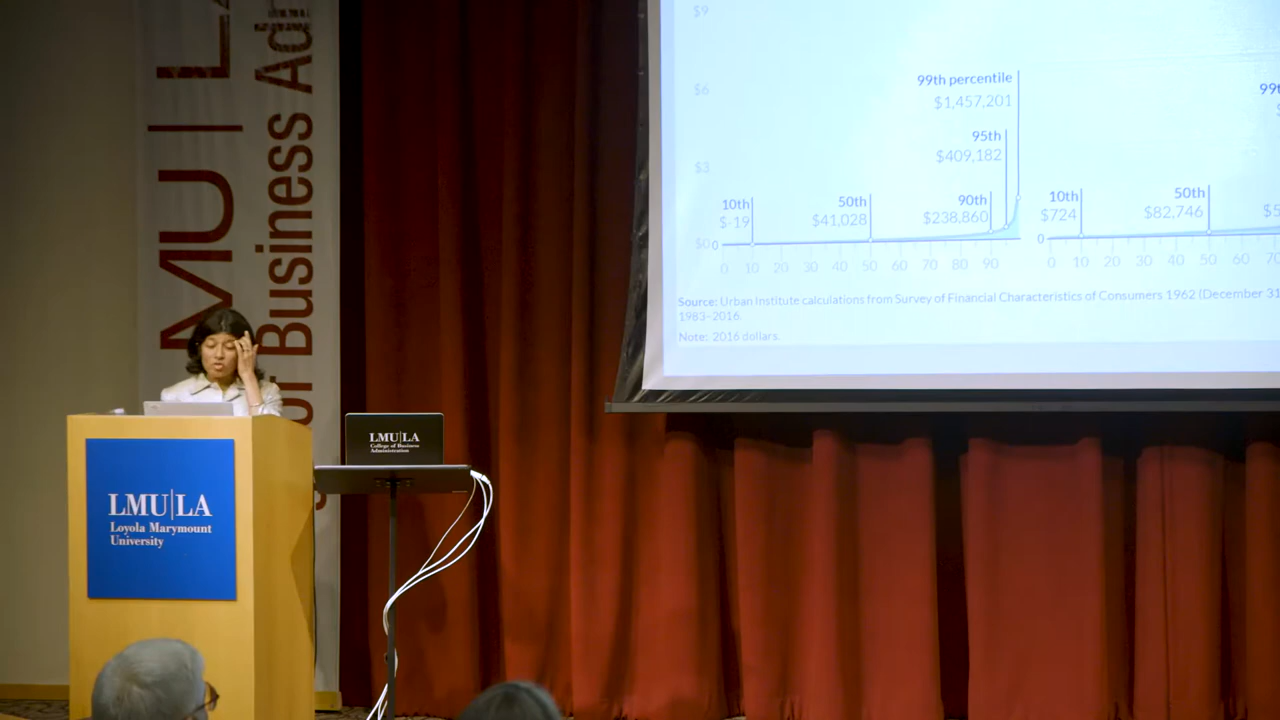 LMU | LA
or Business Ad
$9
$6
$3
$0
0
99th percentile
$1,457,201
95th
$409,182
10th
$-19
50th
$41,028
90th
$238,860
0 10 20 30 40 50 60 70 80 90
99t
10th
$724
50th
$82,746
$5
0
0 10 20 30 40 50 60 70
Source: Urban Institute calculations from Survey of Financial Characteristics of Consumers 1962 (December 31
1983–2016.
Note: 2016 dollars.
LMU|LA
College of Business
Administration
LMU|LA
Loyola Marymount
University